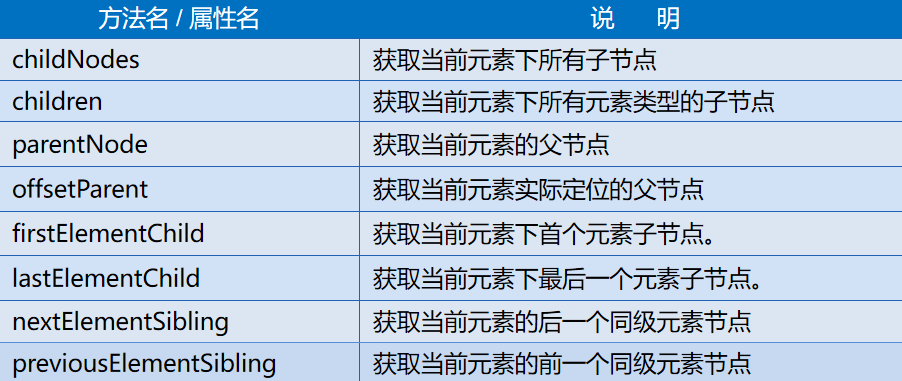 方法名 / 属性名 说 明
childNodes 获取当前元素下所有子节点
children 获取当前元素下所有元素类型的子节点
parentNode 获取当前元素的父节点
offsetParent 获取当前元素实际定位的父节点
firstElementChild 获取当前元素下首个元素子节点。
lastElementChild 获取当前元素下最后一个元素子节点。
nextElementSibling 获取当前元素的后一个同级元素节点
previousElementSibling 获取当前元素的前一个同级元素节点